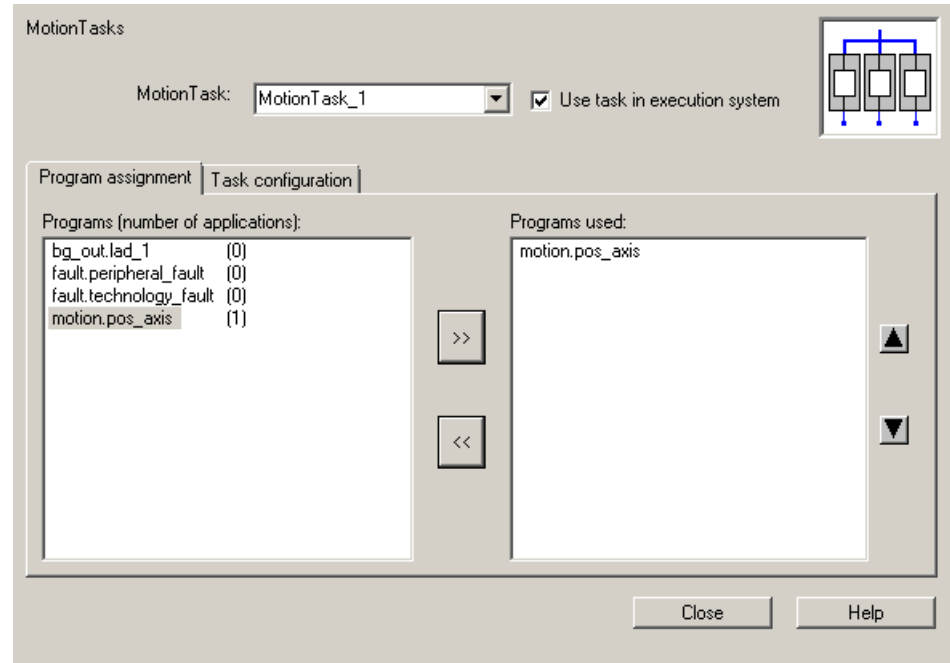 MotionTasks
MotionTask: MotionTask_1 Use task in execution system
Program assignment Task configuration
Programs (number of applications): Programs used:
bg_out.lad_1 (0) motion.pos_axis
fault.peripheral_fault (0)
fault.technology_fault (0)
motion.pos_axis (1)
>>
<<
Close Help